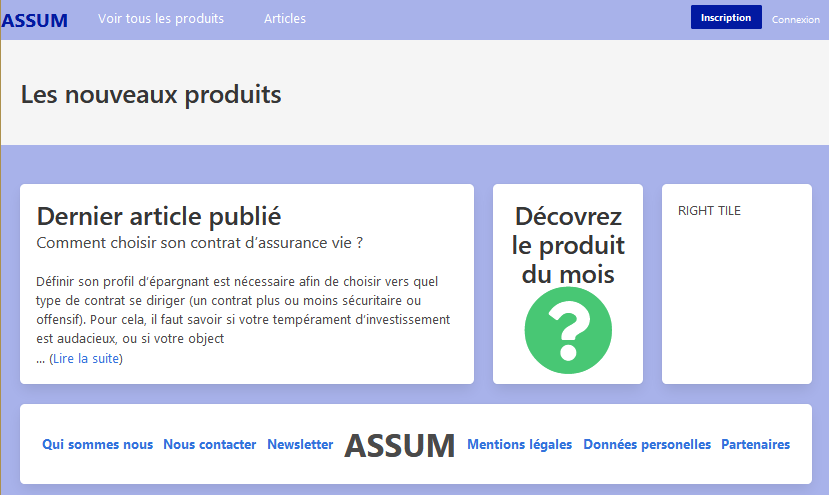 ASSUM Voir tous les produits Articles Inscription Connexion
Les nouveaux produits
Dernier article publié
Comment choisir son contrat d'assurance vie ?
Définir son profil d'épargnant est nécessaire afin de choisir vers quel
type de contrat se diriger (un contrat plus ou moins sécuritaire ou
offensif). Pour cela, il faut savoir si votre tempérament d'investissement
est audacieux, ou si votre object
... (Lire la suite)
Décovrez
le produit
du mois
?
RIGHT TILE
Qui sommes nous Nous contacter Newsletter ASSUM Mentions légales Données personelles Partenaires